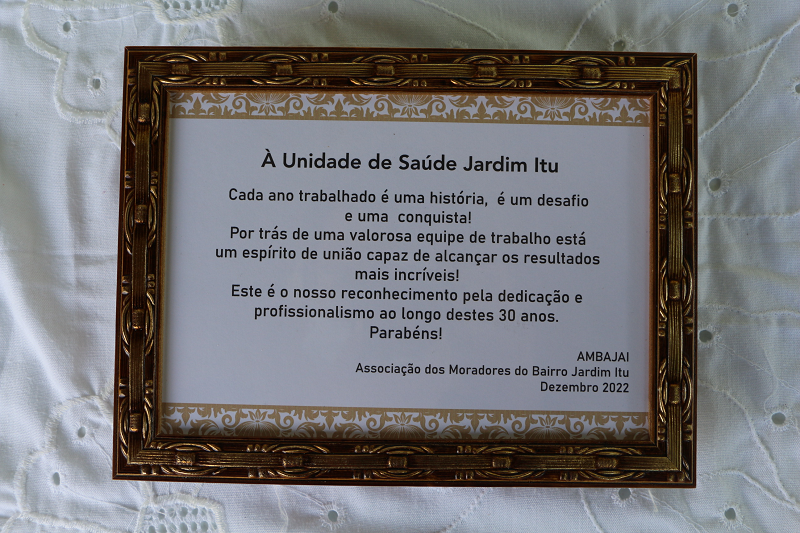 À Unidade de Saúde Jardim Itu
Cada ano trabalhado é uma história, é um desafio
e uma conquista!
Por trás de uma valorosa equipe de trabalho está
um espírito de união capaz de alcançar os resultados
mais incríveis!
Este é o nosso reconhecimento pela dedicação e
profissionalismo ao longo destes 30 anos.
Parabéns!
AMBAJAI
Associação dos Moradores do Bairro Jardim Itu
Dezembro 2022